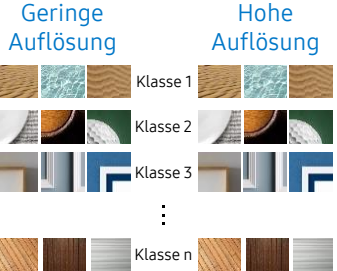 Geringe
Auflösung
Hohe
Auflösung
Klasse 1
Klasse 2
Klasse 3
⋮
Klasse n